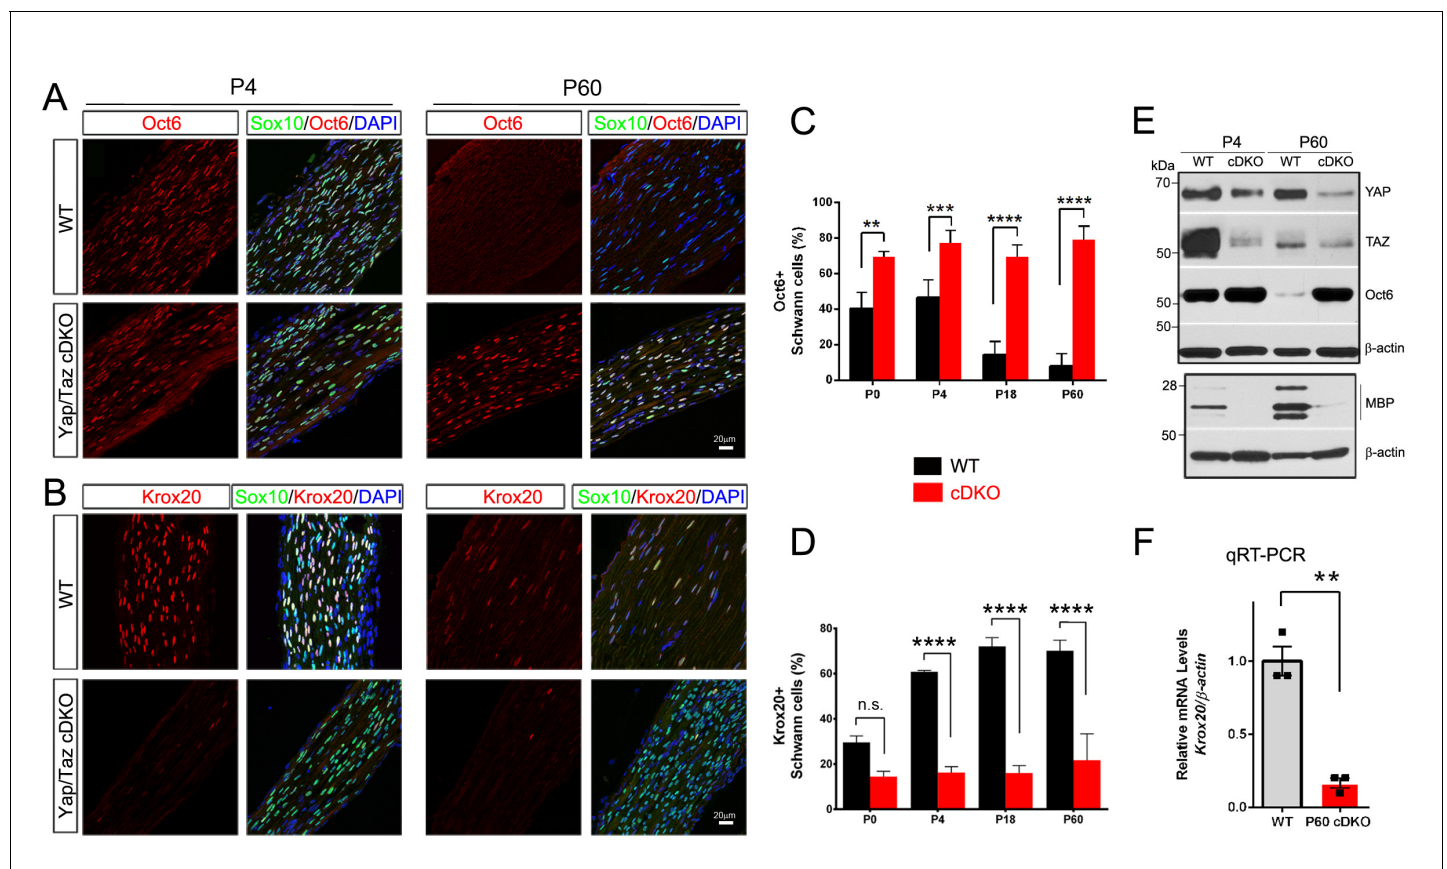 A
P4
P60
Oct6
Sox10/Oct6/DAPI
Oct6
Sox10/Oct6/DAPI
WT
Yap/Taz cDKO
20µm
B
Krox20
Sox10/Krox20/DAPI
Krox20
Sox10/Krox20/DAPI
WT
Yap/Taz cDKO
20µm
C
Oct6+
Schwann cells (%)
100
80
60
40
20
0
**
***
****
****
P0
P4
P18
P60
WT
cDKO
D
Krox20+
Schwann cells (%)
80
60
40
20
0
n.s.
****
****
****
P0
P4
P18
P60
E
P4
P60
kDa
WT
cDKO
WT
cDKO
70
YAP
TAZ
50
Oct6
50
50
β-actin
28
MBP
50
β-actin
F
qRT-PCR
**
Relative mRNA Levels
Krox20/β-actin
1.0
0.5
0.0
WT
P60 cDKO